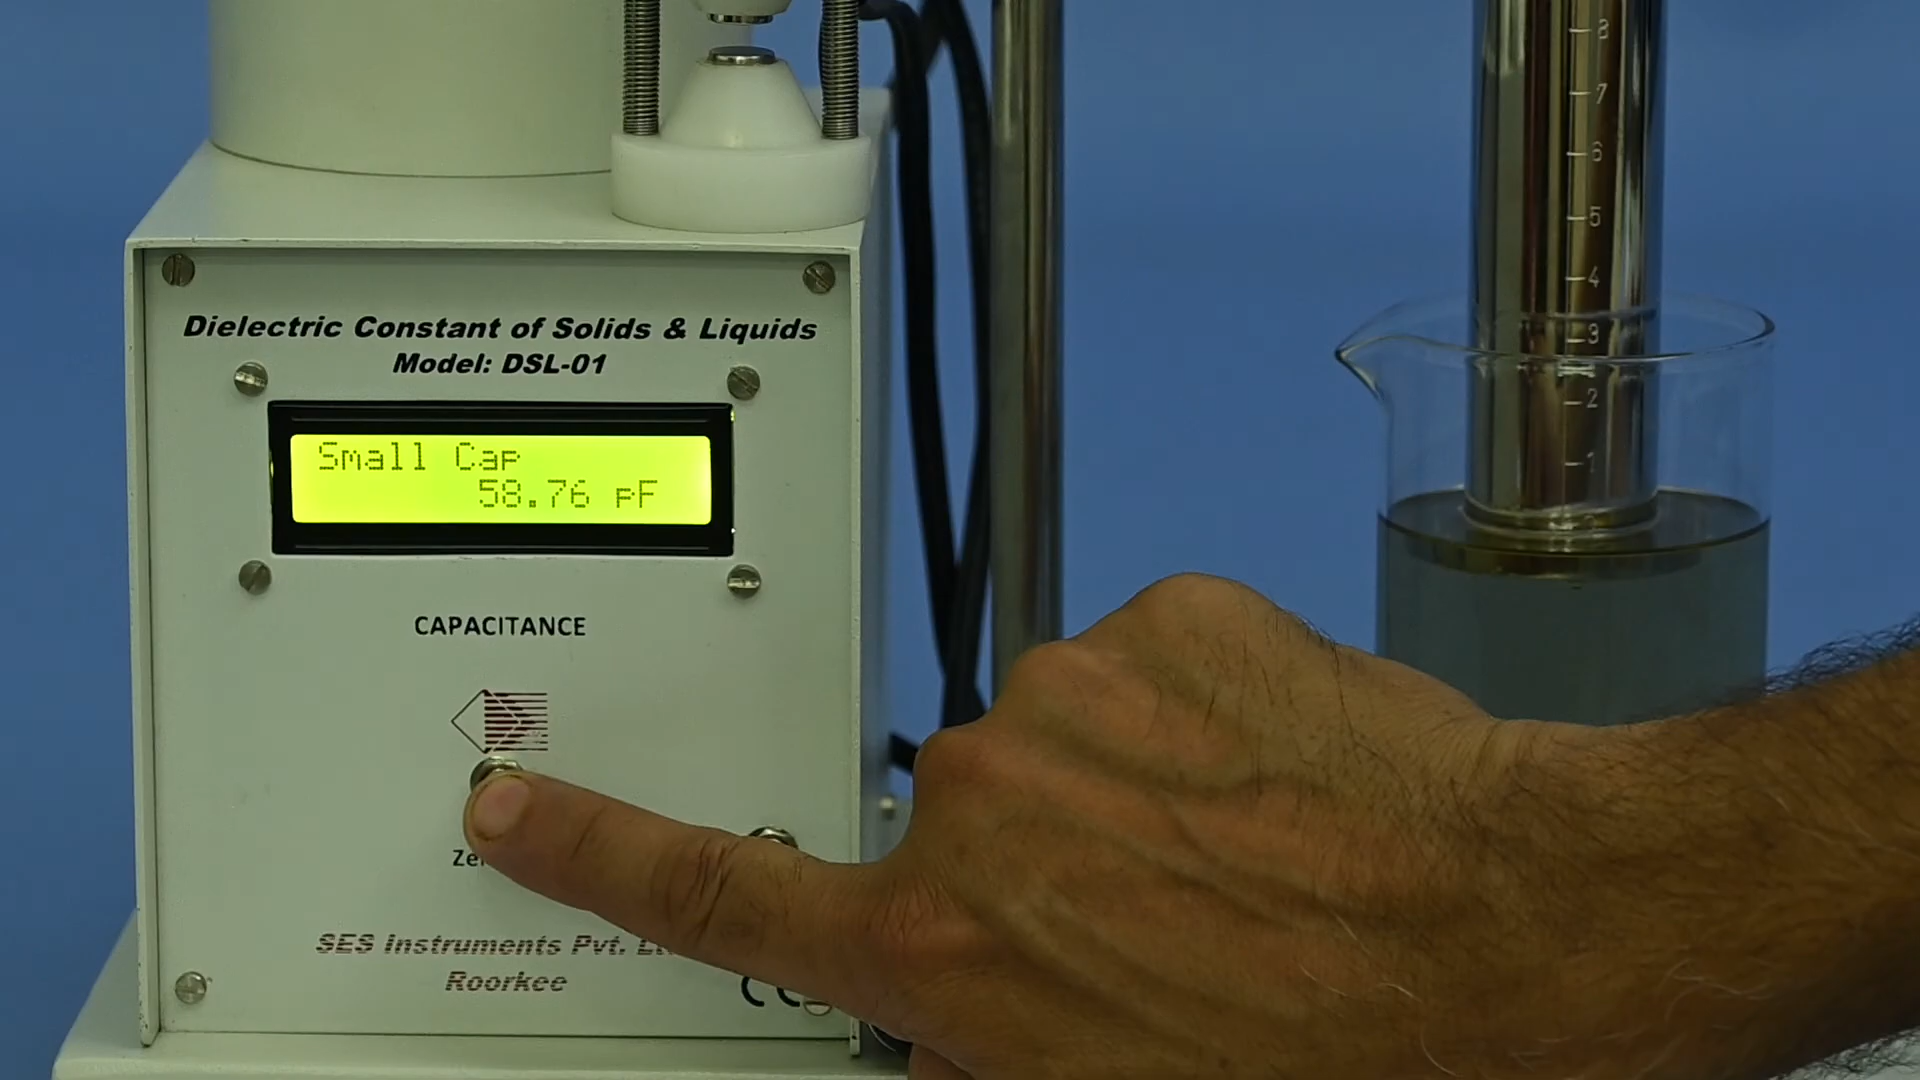 Dielectric Constant of Solids & Liquids
Model: DSL-01
Small Cap
58.76 pF
CAPACITANCE
SES Instruments Pvt.
Roorkee
8
7
6
5
4
3
2
1